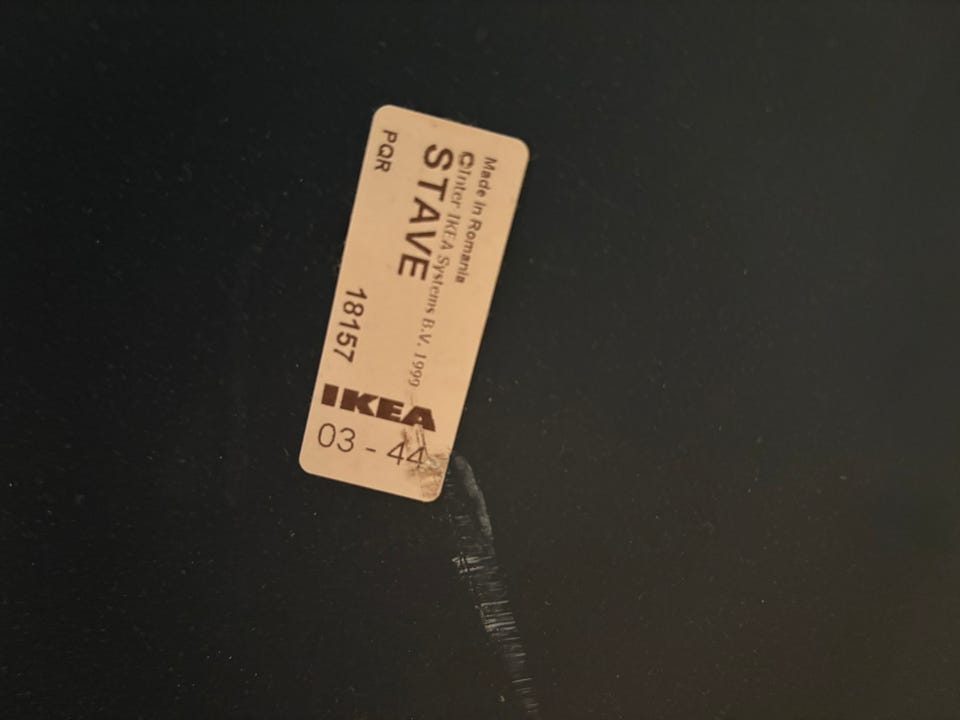 Made in Romania
©Inter IKEA Systems B.V. 1999
STAVE
PQR
18157
IKEA
03 - 44